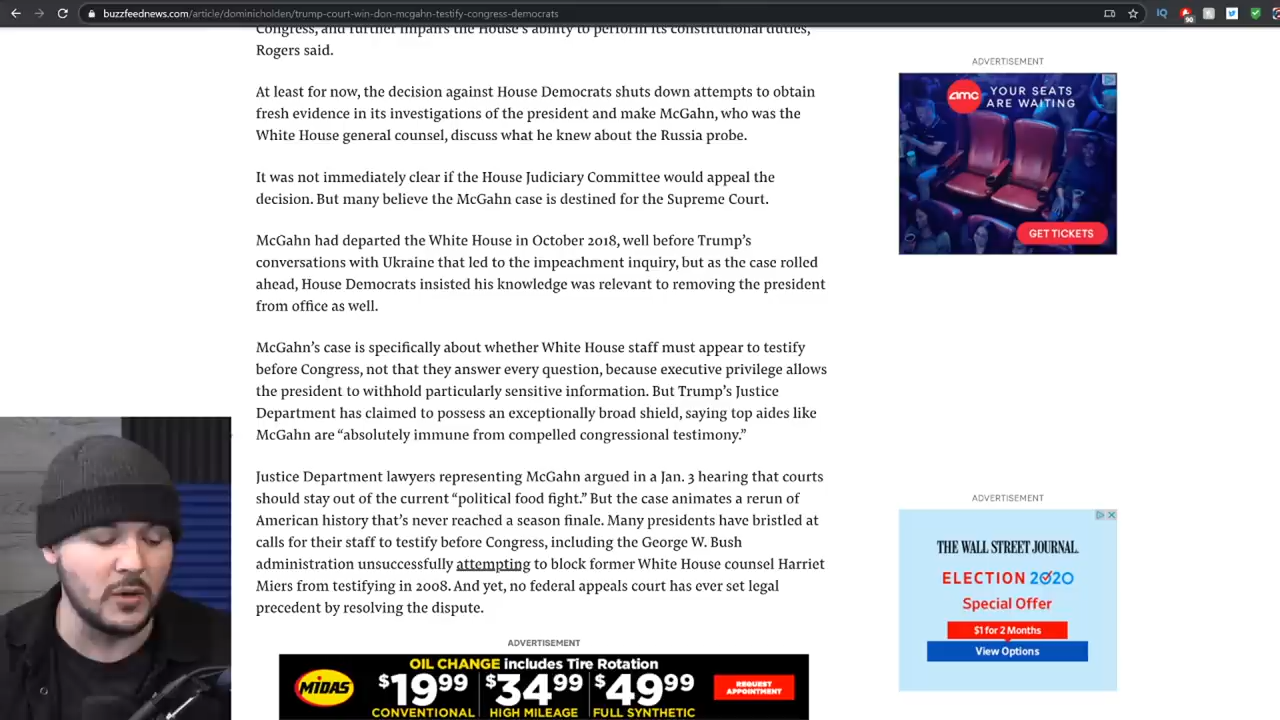 buzzfeednews.com/article/dominicholden/trump-court-win-don-mcgahn-testify-congress-democrats
90
Congress, and further impairs the House's ability to perform its constitutional duties,"
Rogers said.
At least for now, the decision against House Democrats shuts down attempts to obtain
fresh evidence in its investigations of the president and make McGahn, who was the
White House general counsel, discuss what he knew about the Russia probe.
It was not immediately clear if the House Judiciary Committee would appeal the
decision. But many believe the McGahn case is destined for the Supreme Court.
McGahn had departed the White House in October 2018, well before Trump's
conversations with Ukraine that led to the impeachment inquiry, but as the case rolled
ahead, House Democrats insisted his knowledge was relevant to removing the president
from office as well.
McGahn's case is specifically about whether White House staff must appear to testify
before Congress, not that they answer every question, because executive privilege allows
the president to withhold particularly sensitive information. But Trump's Justice
Department has claimed to possess an exceptionally broad shield, saying top aides like
McGahn are “absolutely immune from compelled congressional testimony.”
Justice Department lawyers representing McGahn argued in a Jan. 3 hearing that courts
should stay out of the current “political food fight.” But the case animates a rerun of
American history that's never reached a season finale. Many presidents have bristled at
calls for their staff to testify before Congress, including the George W. Bush
administration unsuccessfully attempting to block former White House counsel Harriet
Miers from testifying in 2008. And yet, no federal appeals court has ever set legal
precedent by resolving the dispute.
ADVERTISEMENT
MIDAS
OIL CHANGE includes Tire Rotation
$19.99 $34.99 $49.99
CONVENTIONAL HIGH MILEAGE FULL SYNTHETIC
REQUEST
APPOINTMENT
ADVERTISEMENT
amc YOUR SEATS
ARE WAITING
GET TICKETS
ADVERTISEMENT
THE WALL STREET JOURNAL.
ELECTION 2020
Special Offer
$1 for 2 Months
View Options